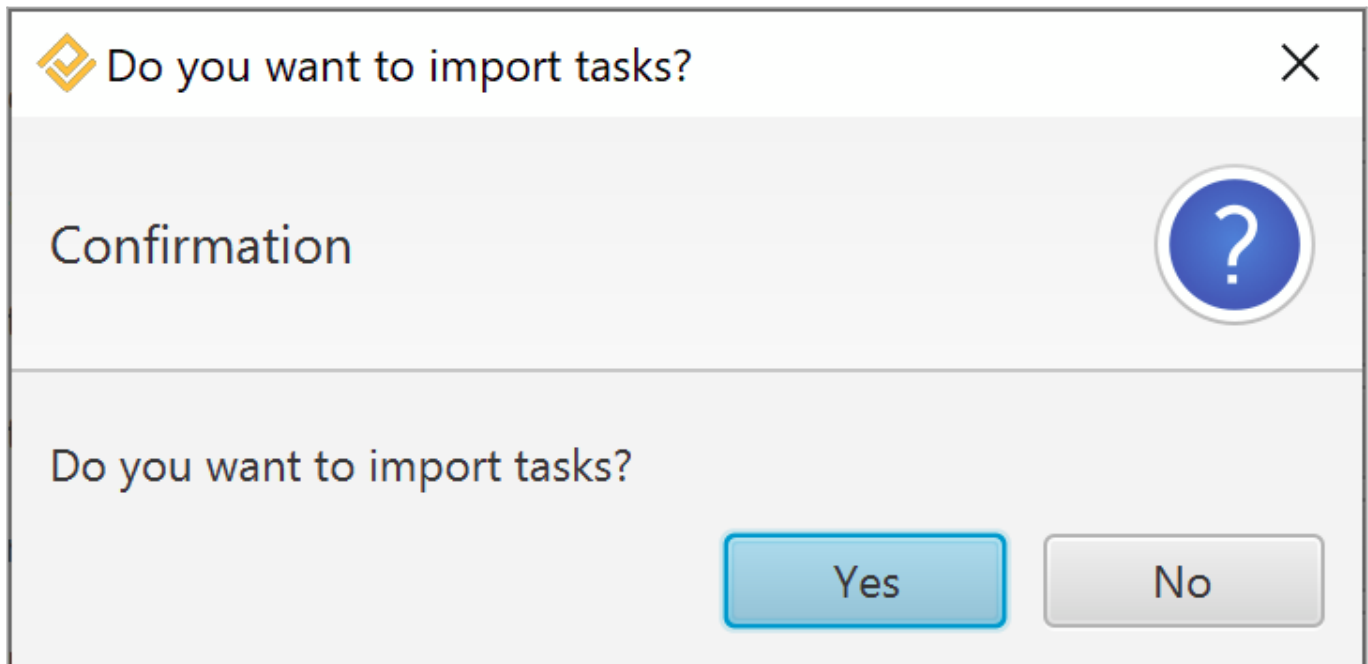 Do you want to import tasks?
Confirmation
?
Do you want to import tasks?
Yes No